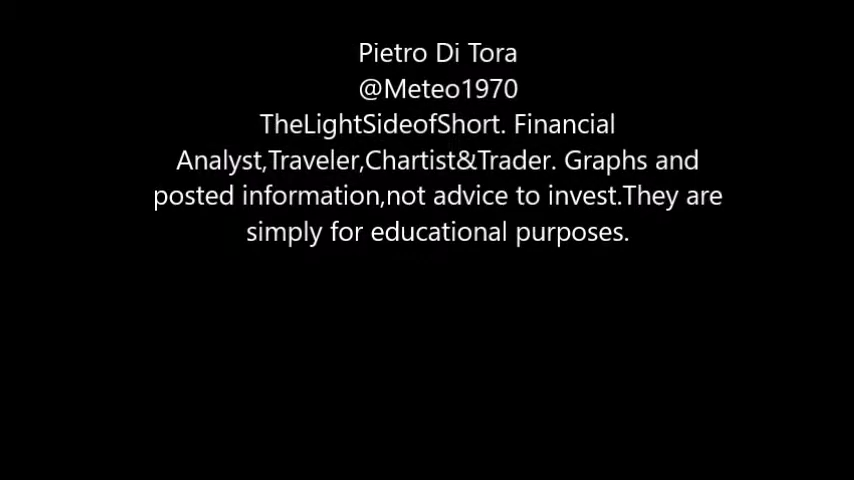 Pietro Di Tora
@Meteo1970
TheLightSideofShort. Financial
Analyst,Traveler,Chartist&Trader. Graphs and
posted information,not advice to invest.They are
simply for educational purposes.